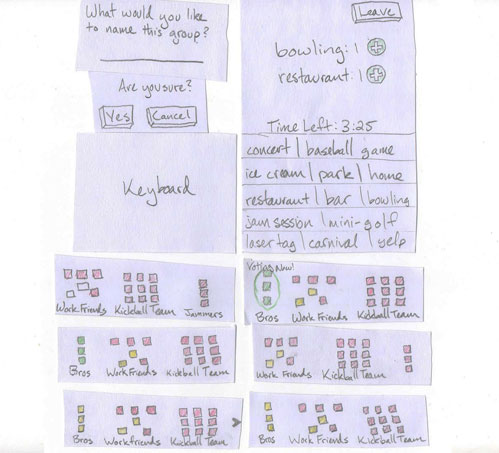 What would you like
to name this group?
Are you sure?
Yes Cancel
Keyboard
Leave
bowling: 1 +
restaurant: 1 +
Time Left: 3:25
concert | baseball game
ice cream | park | home
restaurant | bar | bowling
jam session | mini-golf
laser tag | carnival | yelp
Work Friends Kickball Team Jammers
Voting Now!
Bros Work Friends Kickball Team
Bros Work Friends Kickball Team
Work Friends Kickball Team
Bros Workfriends Kickball Team
>
Bros Work Friends Kickball Team